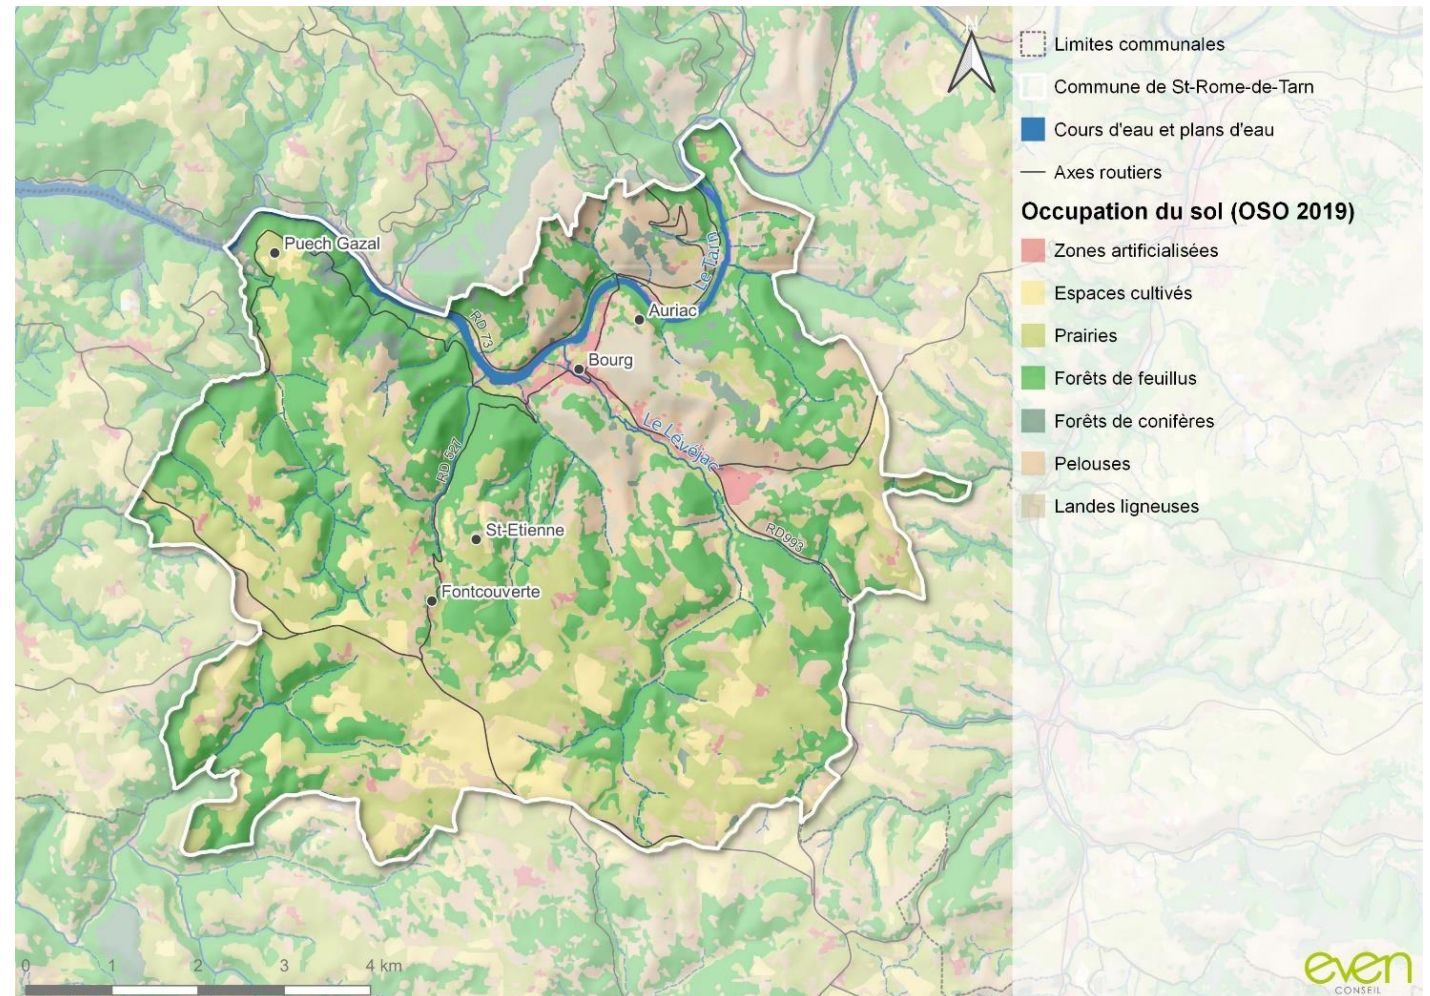 N
Limites communales
Commune de St-Rome-de-Tarn
Cours d'eau et plans d'eau
Axes routiers
Occupation du sol (OSO 2019)
Zones artificialisées
Espaces cultivés
Prairies
Forêts de feuillus
Forêts de conifères
Pelouses
Landes ligneuses
Puech Gazal
Le Tarn
RD 73
Auriac
Bourg
Le Lévéjac
RD 527
St-Etienne
RD993
Fontcouverte
0 1 2 3 4 km
even
CONSEIL